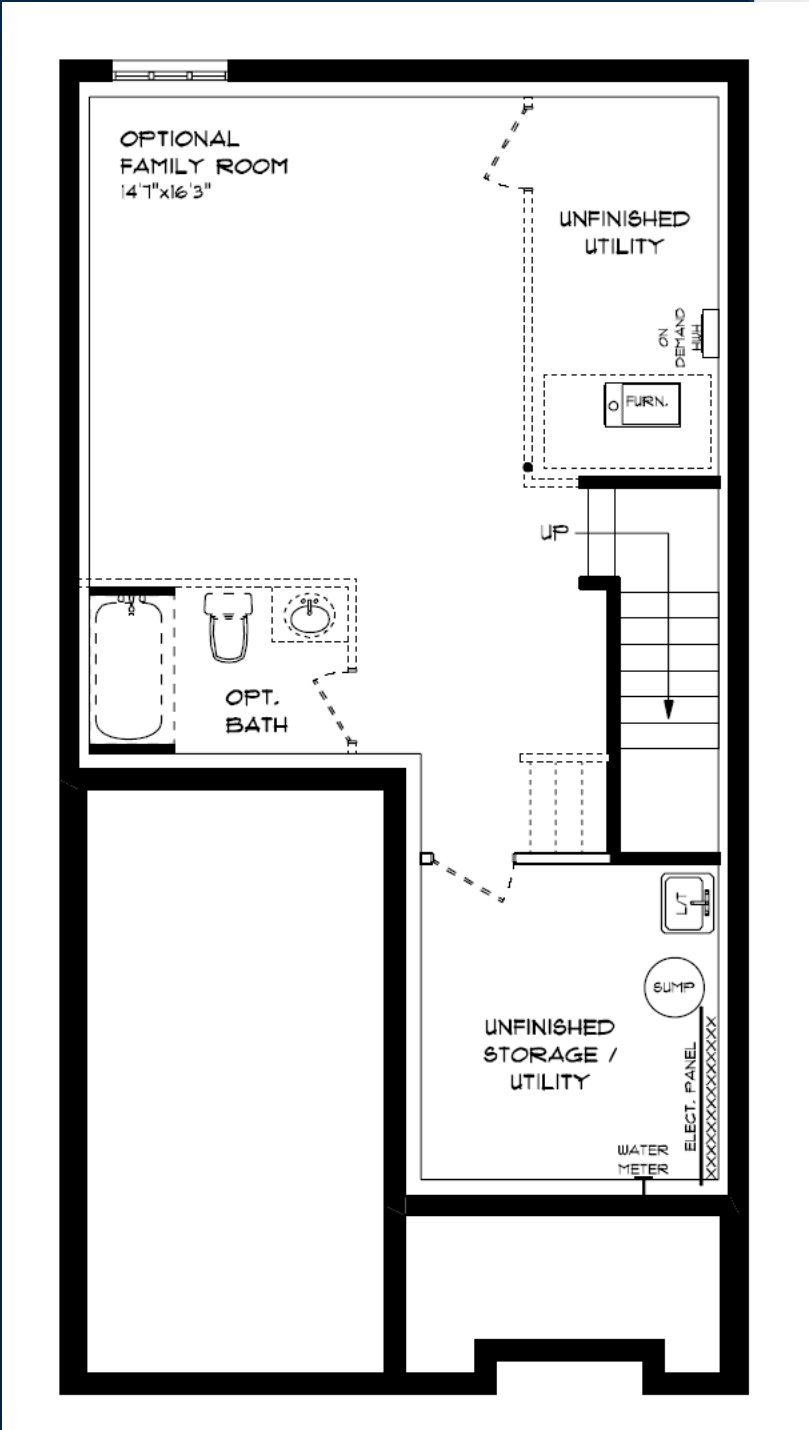 OPTIONAL
FAMILY ROOM
14'7"x16'3"
UNFINISHED
UTILITY
ON
DEMAND
HWH
FURN.
UP
OPT.
BATH
L/T
SUMP
UNFINISHED
STORAGE /
UTILITY
ELECT. PANEL
WATER
METER